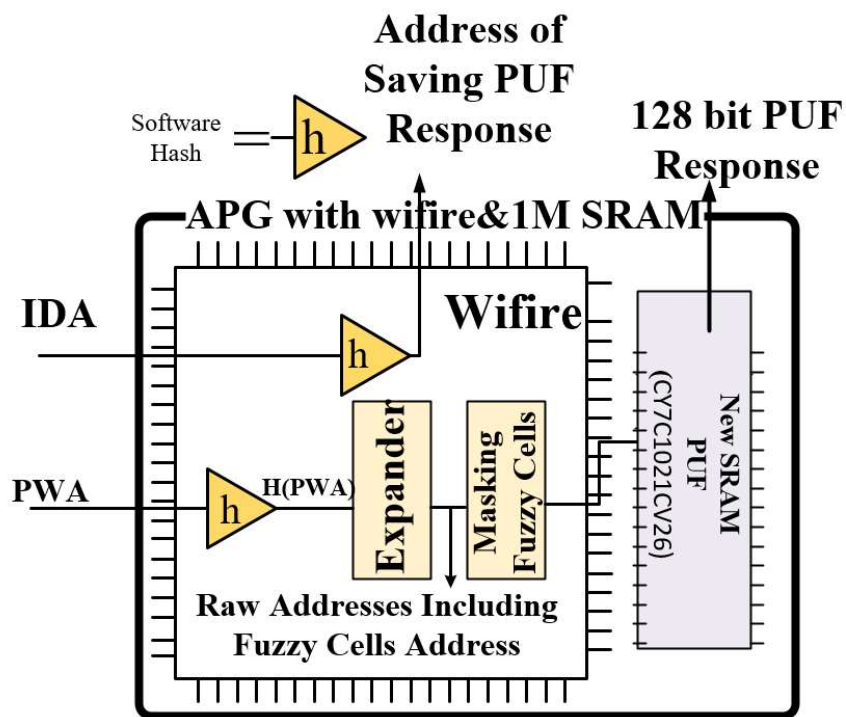 Address of
Saving PUF
Response
Software
Hash
h
128 bit PUF
Response
APG with wifire&1M SRAM
IDA
Wifire
h
PWA
h
H(PWA)
Expander
Masking
Fuzzy Cells
New SRAM
PUF
(CY7C1021CV26)
Raw Addresses Including
Fuzzy Cells Address